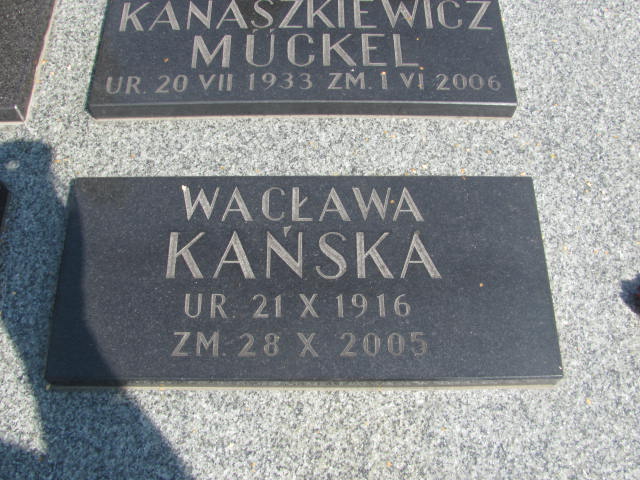 KANASZKIEWICZ
MÜCKEL
UR. 20 VII 1933 ZM. 1 VI 2006
WACŁAWA
KAŃSKA
UR. 21 X 1916
ZM. 28 X 2005